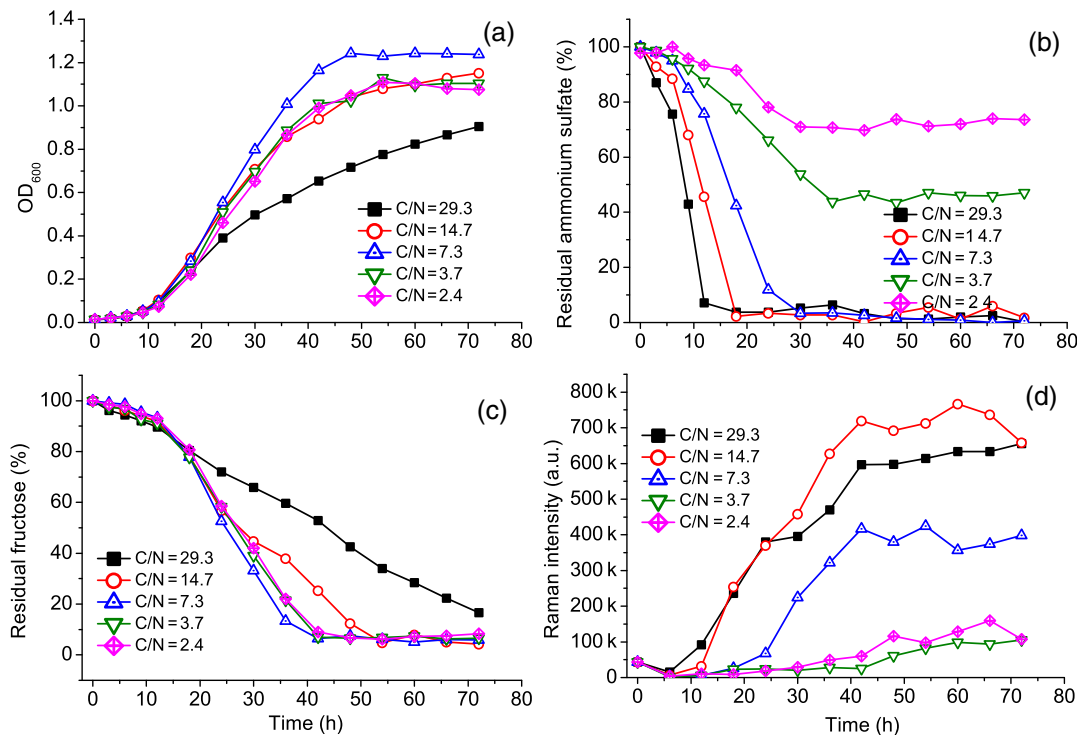 (a)
1.4
1.2
1.0
0.8
0.6
0.4
0.2
0.0
OD600
C/N = 29.3
C/N = 14.7
C/N = 7.3
C/N = 3.7
C/N = 2.4
0 10 20 30 40 50 60 70 80
(b)
100
80
60
40
20
0
Residual ammonium sulfate (%)
C/N = 29.3
C/N = 1 4.7
C/N = 7.3
C/N = 3.7
C/N = 2.4
0 10 20 30 40 50 60 70 80
(c)
100
80
60
40
20
0
Residual fructose (%)
C/N = 29.3
C/N = 14.7
C/N = 7.3
C/N = 3.7
C/N = 2.4
0 10 20 30 40 50 60 70 80
Time (h)
(d)
800 k
700 k
600 k
500 k
400 k
300 k
200 k
100 k
0
Raman intensity (a.u.)
C/N = 29.3
C/N = 14.7
C/N = 7.3
C/N = 3.7
C/N = 2.4
0 10 20 30 40 50 60 70 80
Time (h)